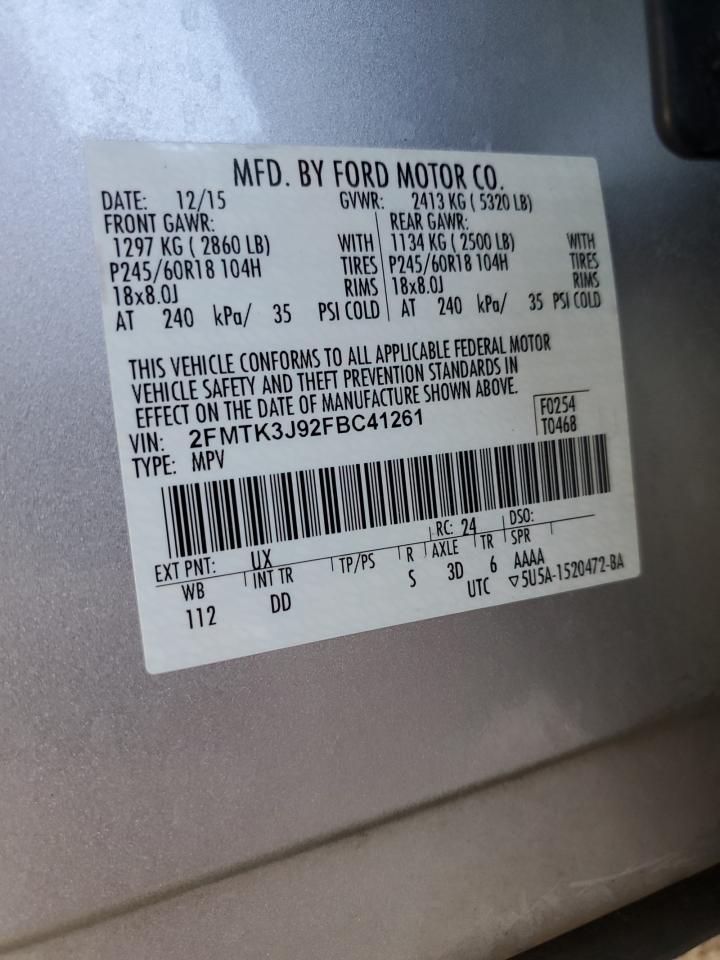 MFD. BY FORD MOTOR CO.
DATE: 12/15 GVWR: 2413 KG ( 5320 LB)
FRONT GAWR: REAR GAWR:
1297 KG ( 2860 LB) WITH 1134 KG ( 2500 LB) WITH
P245/60R18 104H TIRES P245/60R18 104H TIRES
18x8.0J RIMS 18x8.0J RIMS
AT 240 kPa/ 35 PSI COLD AT 240 kPa/ 35 PSI COLD
THIS VEHICLE CONFORMS TO ALL APPLICABLE FEDERAL MOTOR
VEHICLE SAFETY AND THEFT PREVENTION STANDARDS IN
EFFECT ON THE DATE OF MANUFACTURE SHOWN ABOVE.
VIN: 2FMTK3J92FBC41261 F0254
TYPE: MPV T0468
EXT PNT: UX RC: 24 DSO:
WB INT TR TP/PS R AXLE TR SPR
112 DD S 3D 6 AAAA
UTC ▽5U5A-1520472-BA